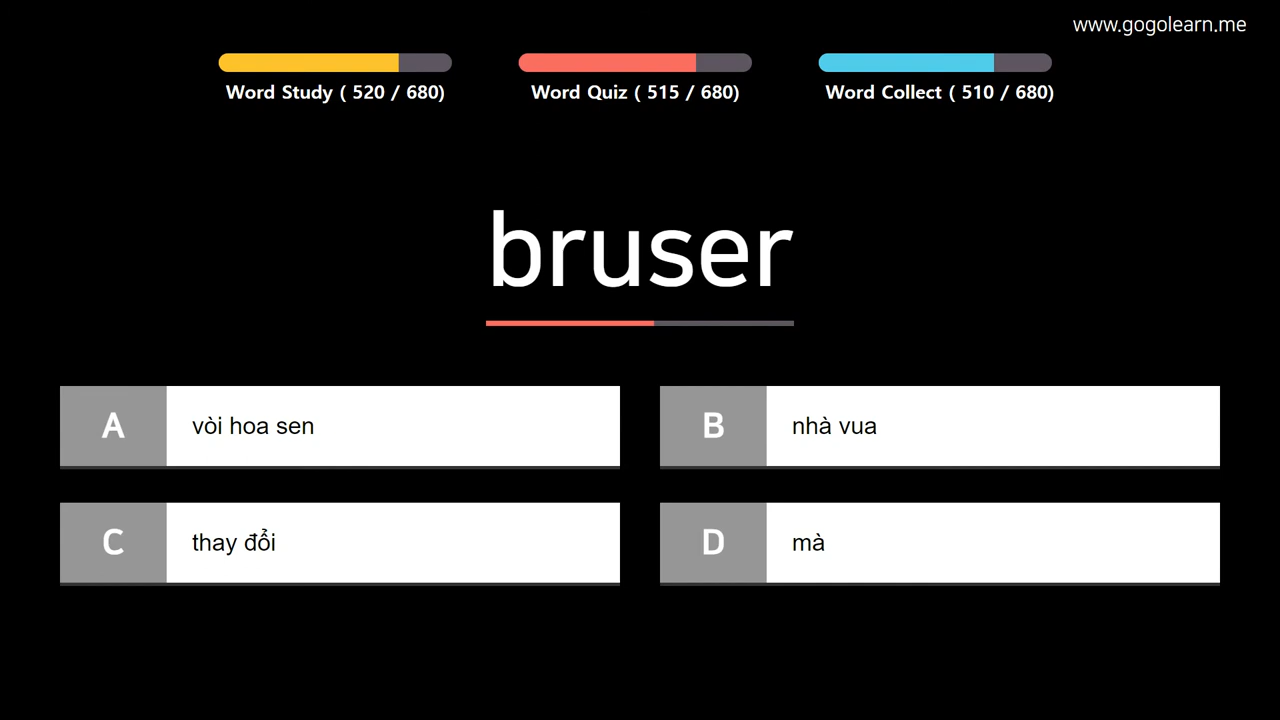 www.gogolearn.me
Word Study ( 520 / 680)
Word Quiz ( 515 / 680)
Word Collect ( 510 / 680)
bruser
A
vòi hoa sen
B
nhà vua
C
thay đổi
D
mà